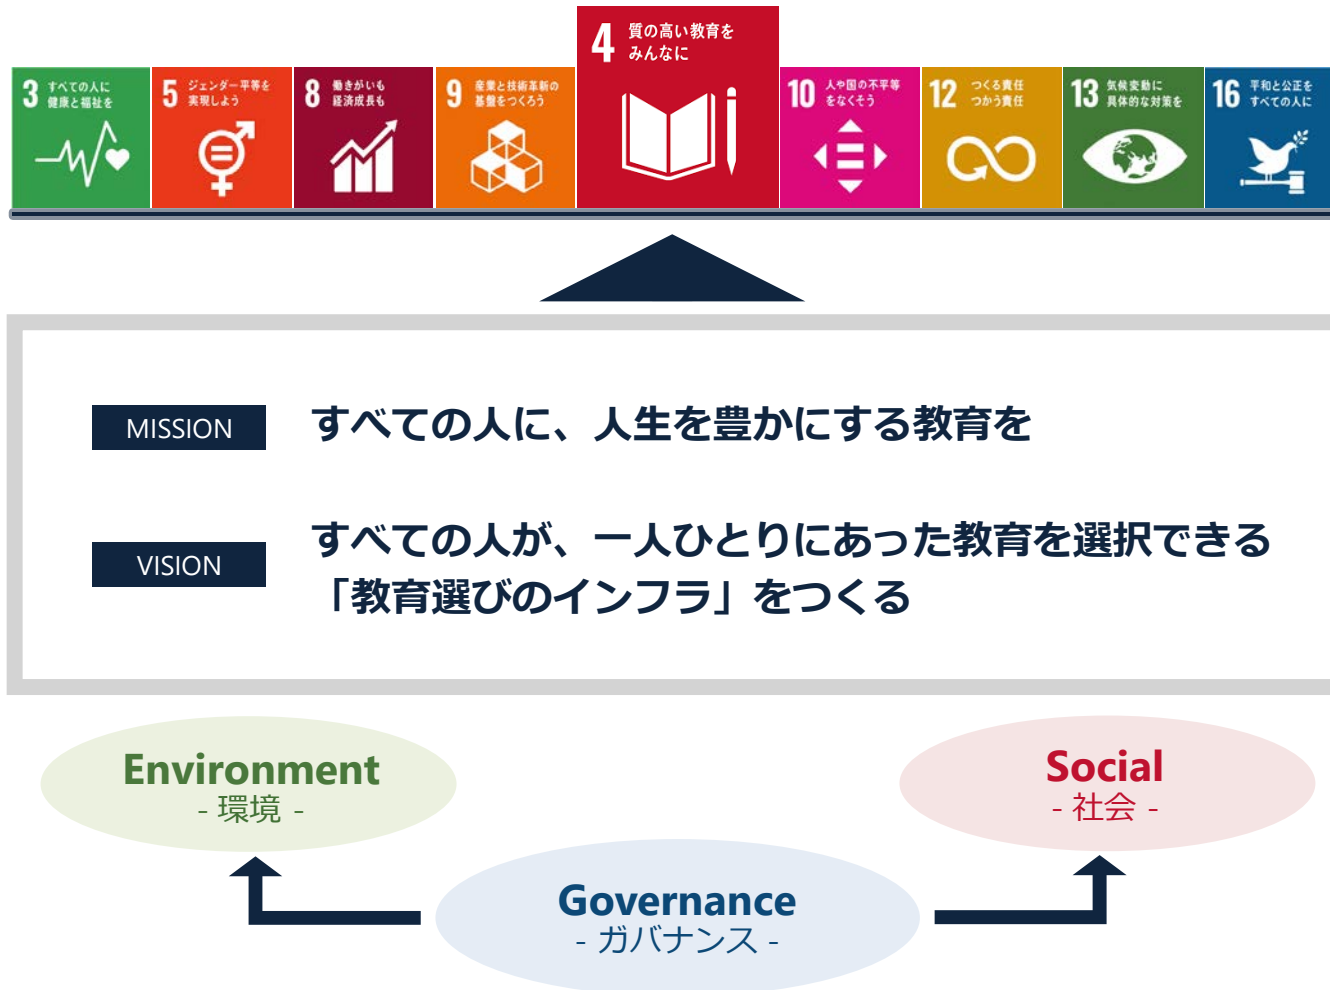 3 すべての人に
健康と福祉を
5 ジェンダー平等を
実現しよう
8 働きがいも
経済成長も
9 産業と技術革新の
基盤をつくろう
4 質の高い教育を
みんなに
10 人や国の不平等
をなくそう
12 つくる責任
つかう責任
13 気候変動に
具体的な対策を
16 平和と公正を
すべての人に
MISSION
すべての人に、人生を豊かにする教育を
VISION
すべての人が、一人ひとりにあった教育を選択できる
「教育選びのインフラ」をつくる
Environment
- 環境 -
Social
- 社会 -
Governance
- ガバナンス -